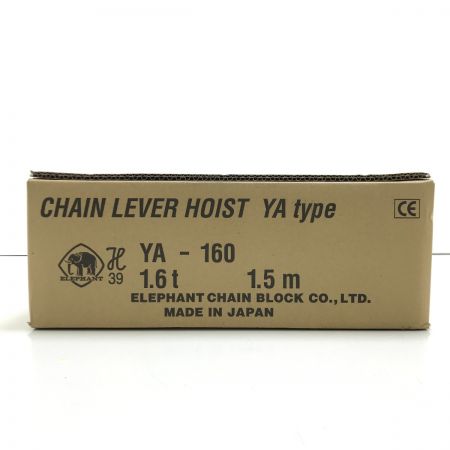 CHAIN LEVER HOIST YA type CE
ELEPHANT H 39 YA - 160
1.6 t 1.5 m
ELEPHANT CHAIN BLOCK CO., LTD.
MADE IN JAPAN